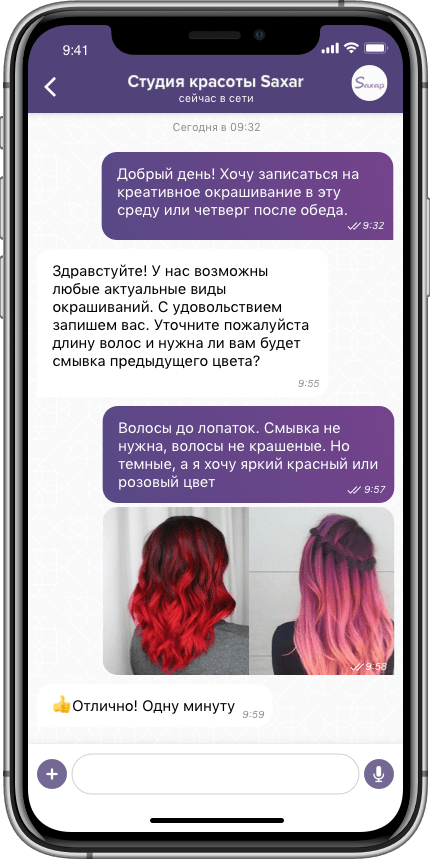 9:41
Студия красоты Saxar
сейчас в сети
Saxap
Сегодня в 09:32
Добрый день! Хочу записаться на
креативное окрашивание в эту
среду или четверг после обеда.
9:32
Здравстуйте! У нас возможны
любые актуальные виды
окрашиваний. С удовольствием
запишем вас. Уточните пожалуйста
длину волос и нужна ли вам будет
смывка предыдущего цвета?
9:55
Волосы до лопаток. Смывка не
нужна, волосы не крашеные. Но
темные, а я хочу яркий красный или
розовый цвет
9:57
9:58
👍Отлично! Одну минуту
9:59